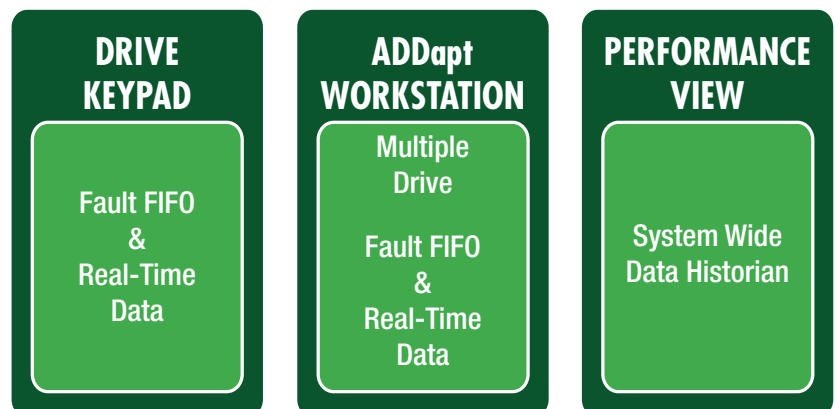 DRIVE
KEYPAD
Fault FIFO
&
Real-Time
Data
ADDapt
WORKSTATION
Multiple
Drive
Fault FIFO
&
Real-Time
Data
PERFORMANCE
VIEW
System Wide
Data Historian